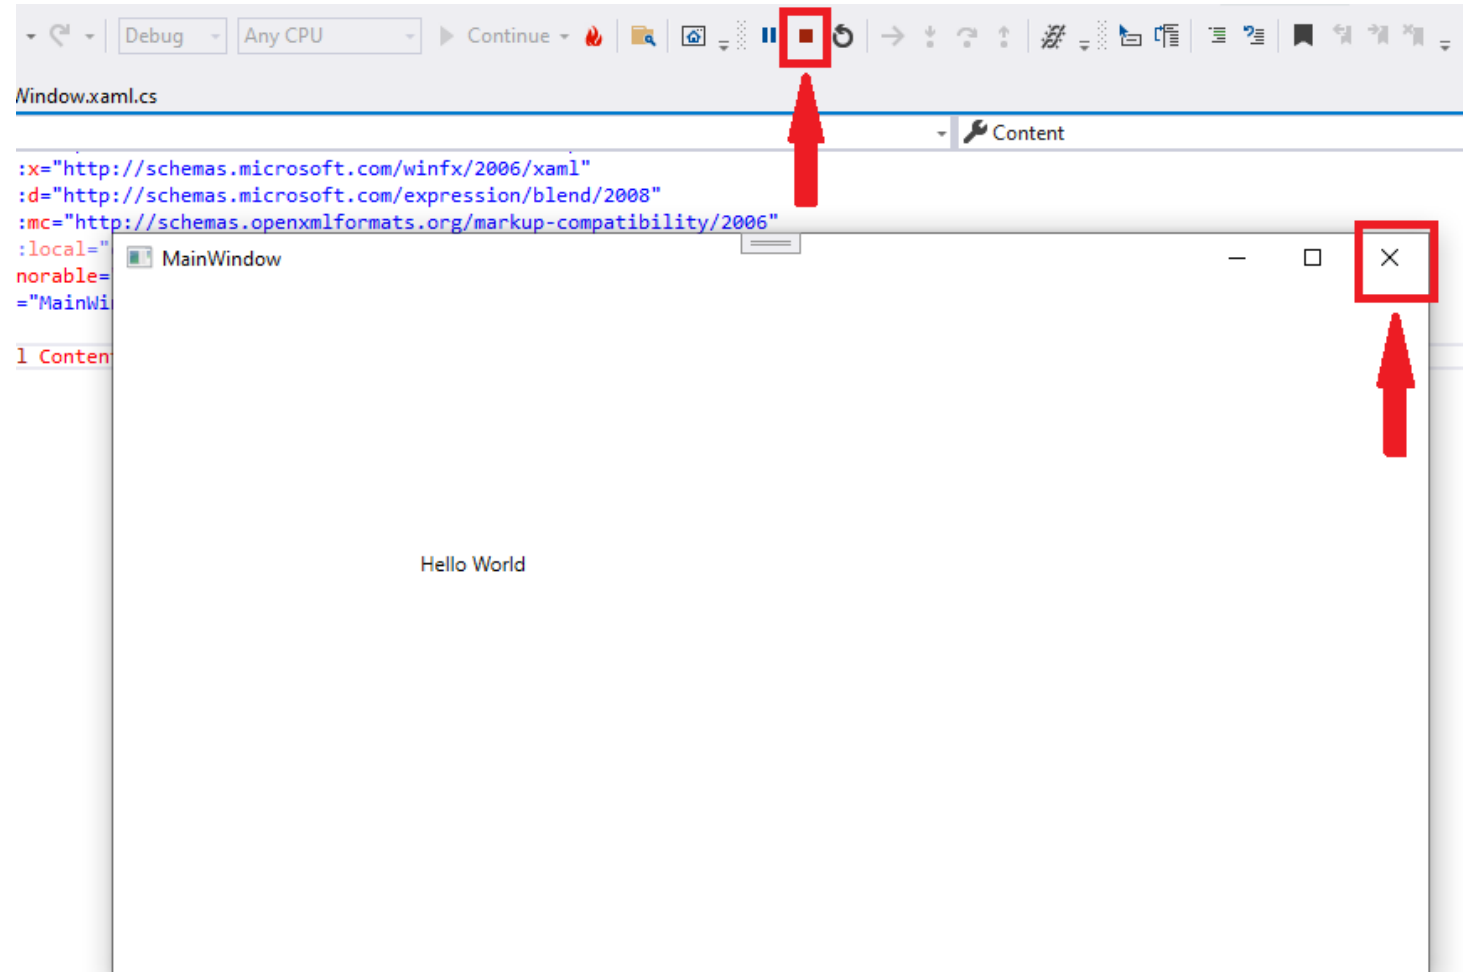 Debug Any CPU Continue
Window.xaml.cs
Content
:x="http://schemas.microsoft.com/winfx/2006/xaml"
:d="http://schemas.microsoft.com/expression/blend/2008"
:mc="http://schemas.openxmlformats.org/markup-compatibility/2006"
:local="
norable="
="MainWi
l Conten
MainWindow
Hello World